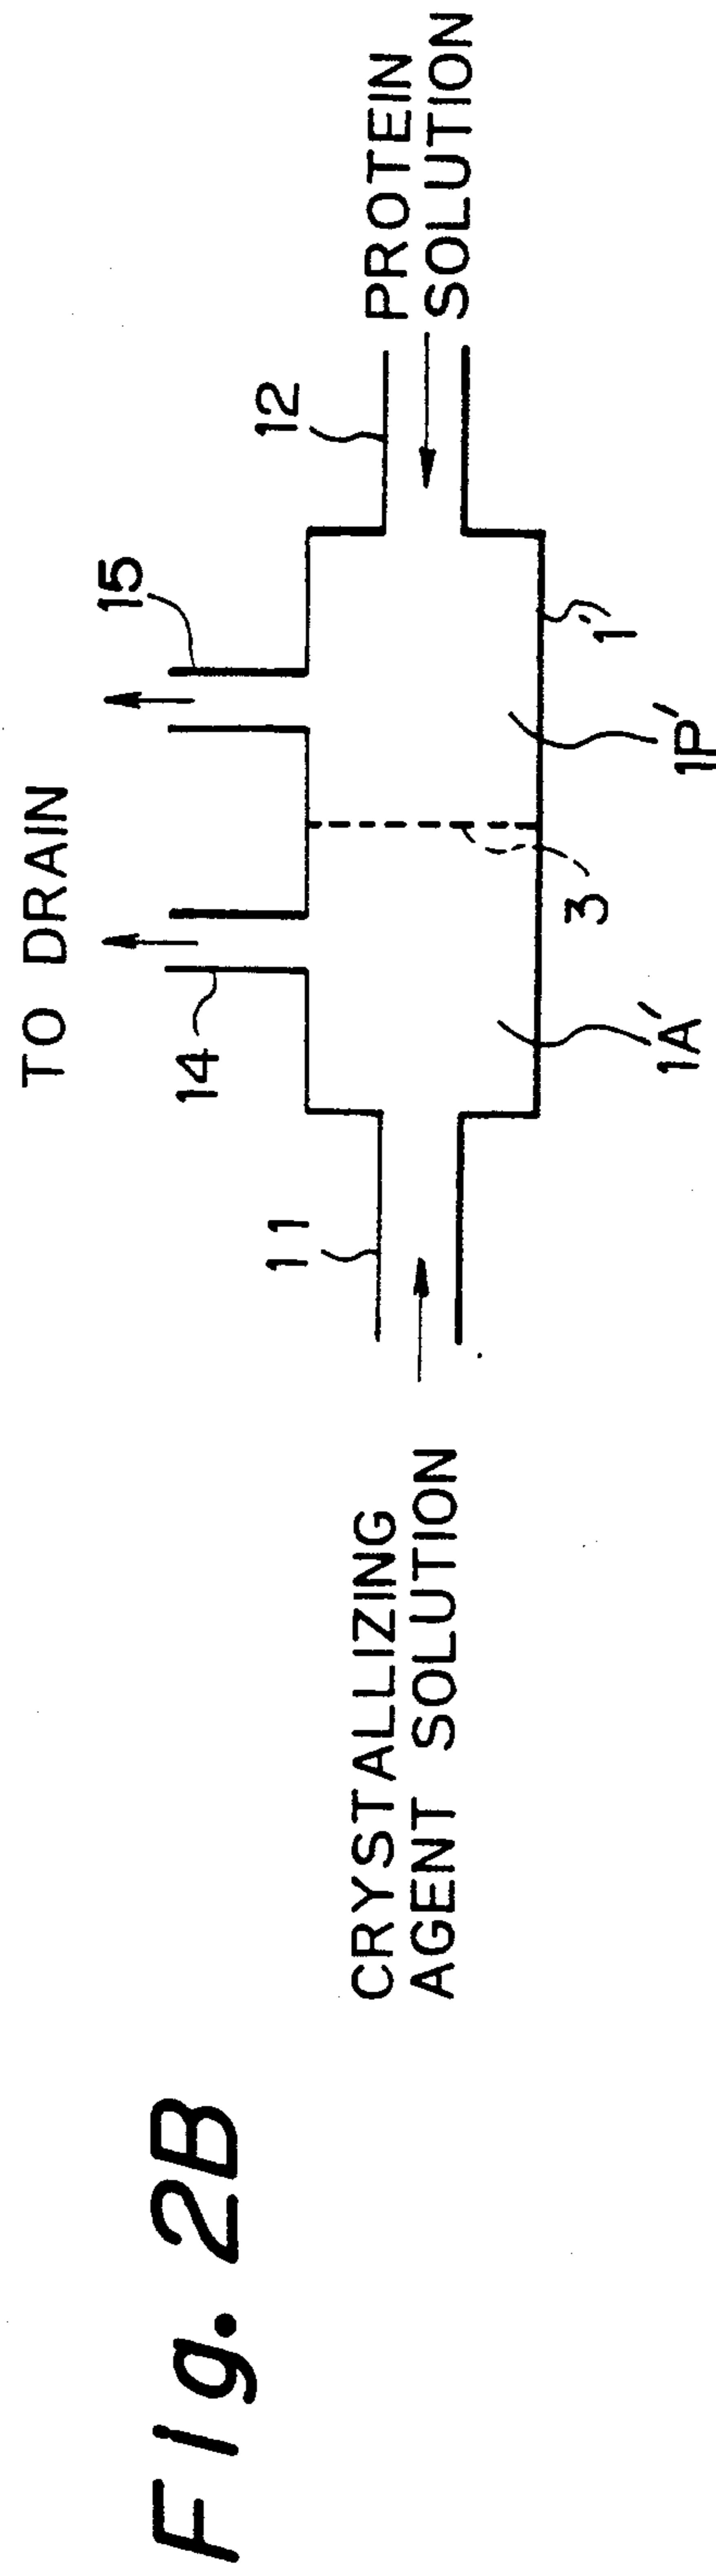 Fig. 2B
TO DRAIN
14
15
11
12
CRYSTALLIZING
AGENT SOLUTION
PROTEIN
SOLUTION
1A'
3
1P'
1'